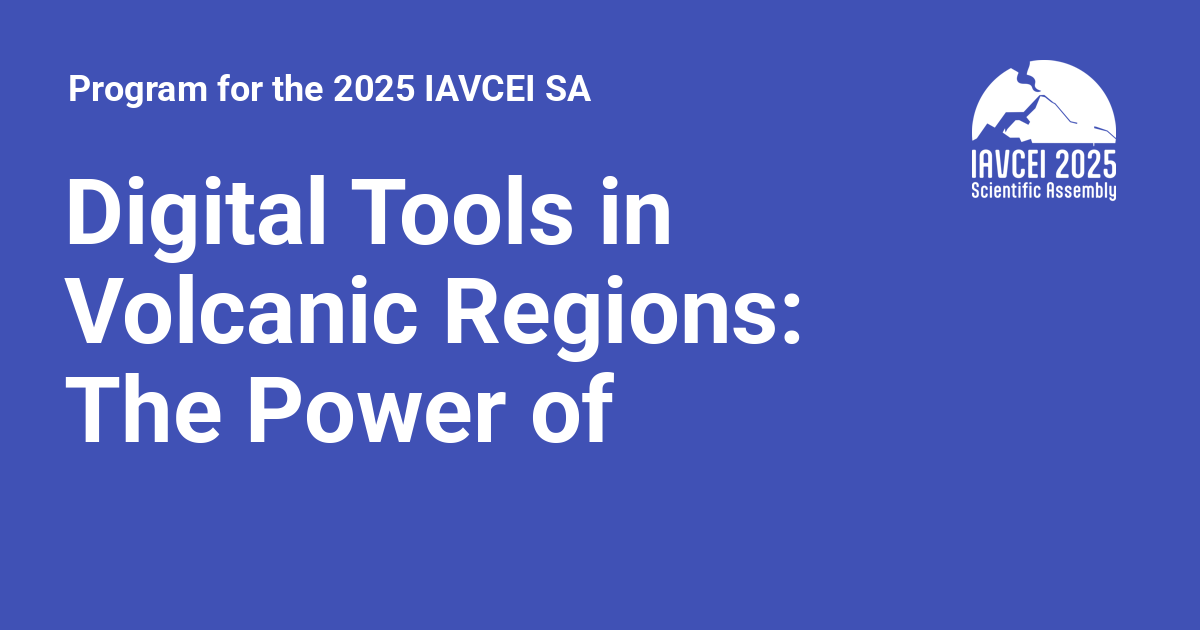 Program for the 2025 IAVCEI SA
IAVCEI 2025
Scientific Assembly
Digital Tools in
Volcanic Regions:
The Power of